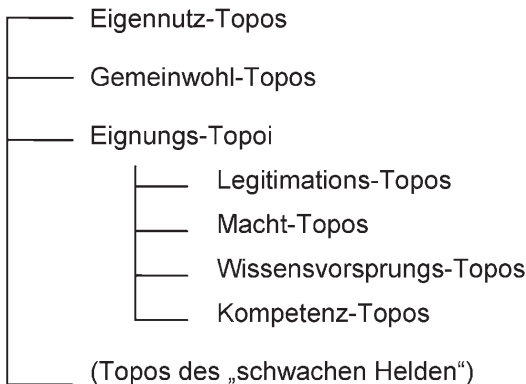 Eigennutz-Topos
Gemeinwohl-Topos
Eignungs-Topoi
Legitimations-Topos
Macht-Topos
Wissensvorsprungs-Topos
Kompetenz-Topos
(Topos des „schwachen Helden“)